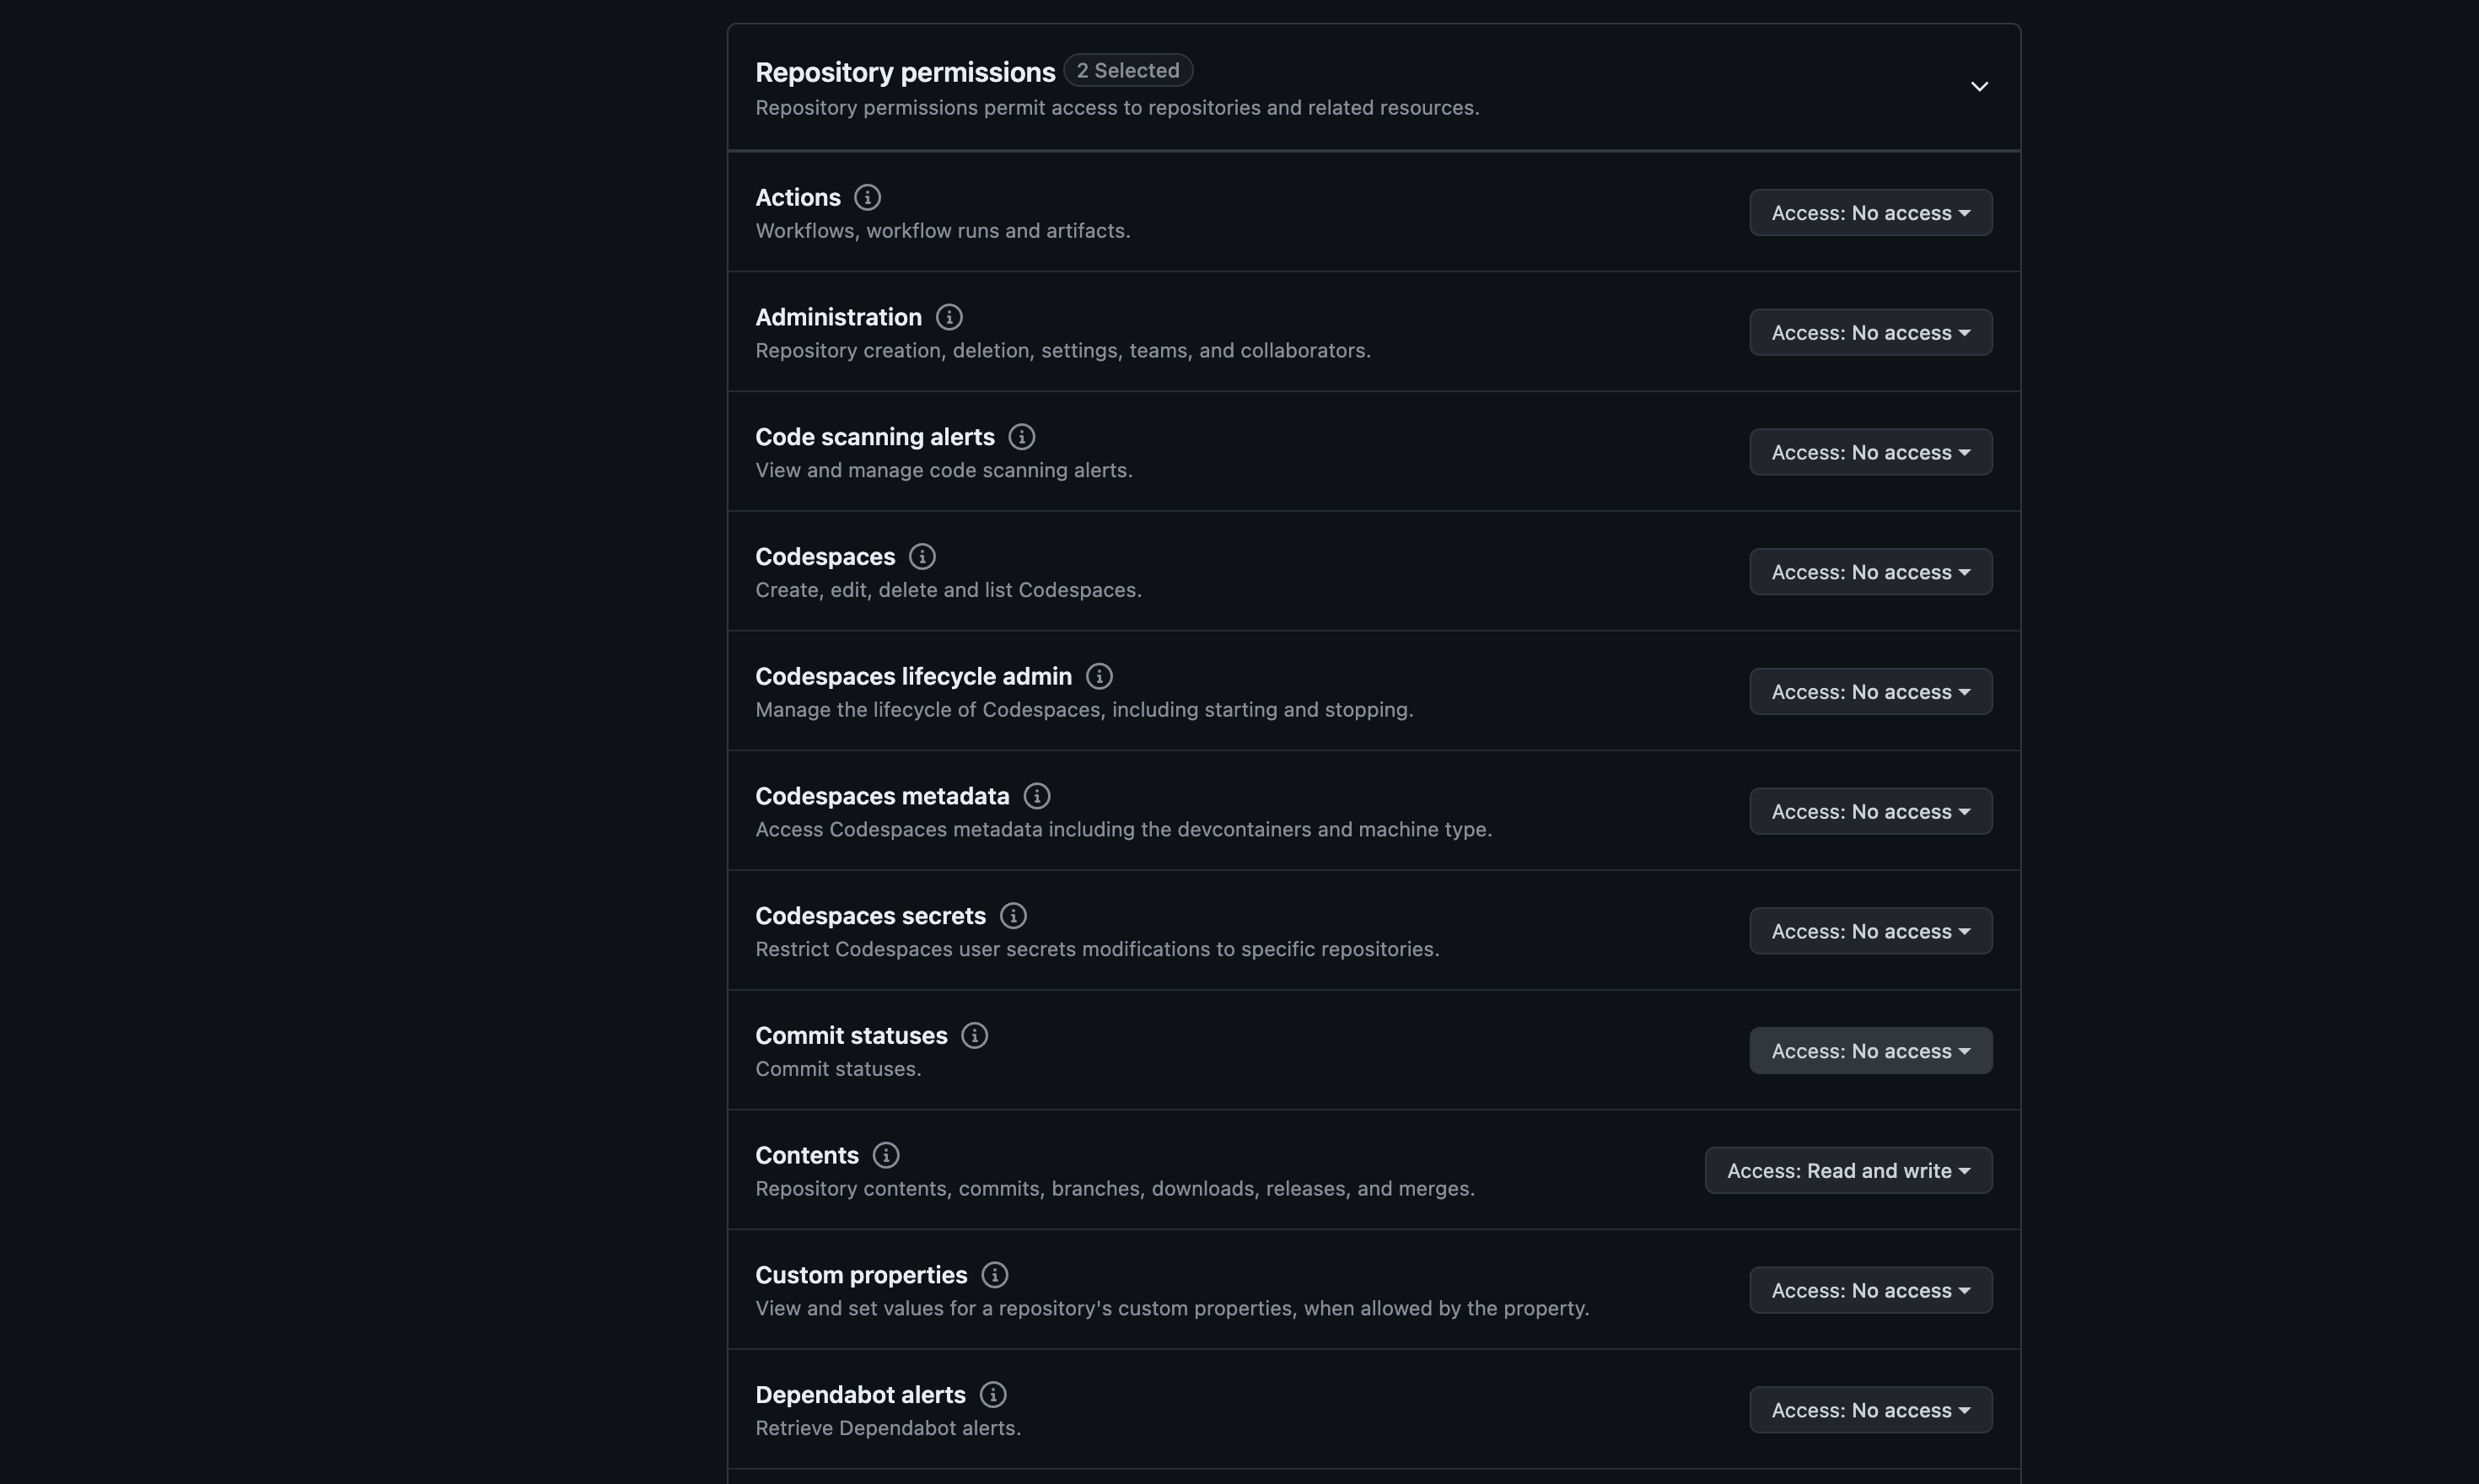 Repository permissions 2 Selected
Repository permissions permit access to repositories and related resources.
Actions
Workflows, workflow runs and artifacts.
Access: No access
Administration
Repository creation, deletion, settings, teams, and collaborators.
Access: No access
Code scanning alerts
View and manage code scanning alerts.
Access: No access
Codespaces
Create, edit, delete and list Codespaces.
Access: No access
Codespaces lifecycle admin
Manage the lifecycle of Codespaces, including starting and stopping.
Access: No access
Codespaces metadata
Access Codespaces metadata including the devcontainers and machine type.
Access: No access
Codespaces secrets
Restrict Codespaces user secrets modifications to specific repositories.
Access: No access
Commit statuses
Commit statuses.
Access: No access
Contents
Repository contents, commits, branches, downloads, releases, and merges.
Access: Read and write
Custom properties
View and set values for a repository's custom properties, when allowed by the property.
Access: No access
Dependabot alerts
Retrieve Dependabot alerts.
Access: No access